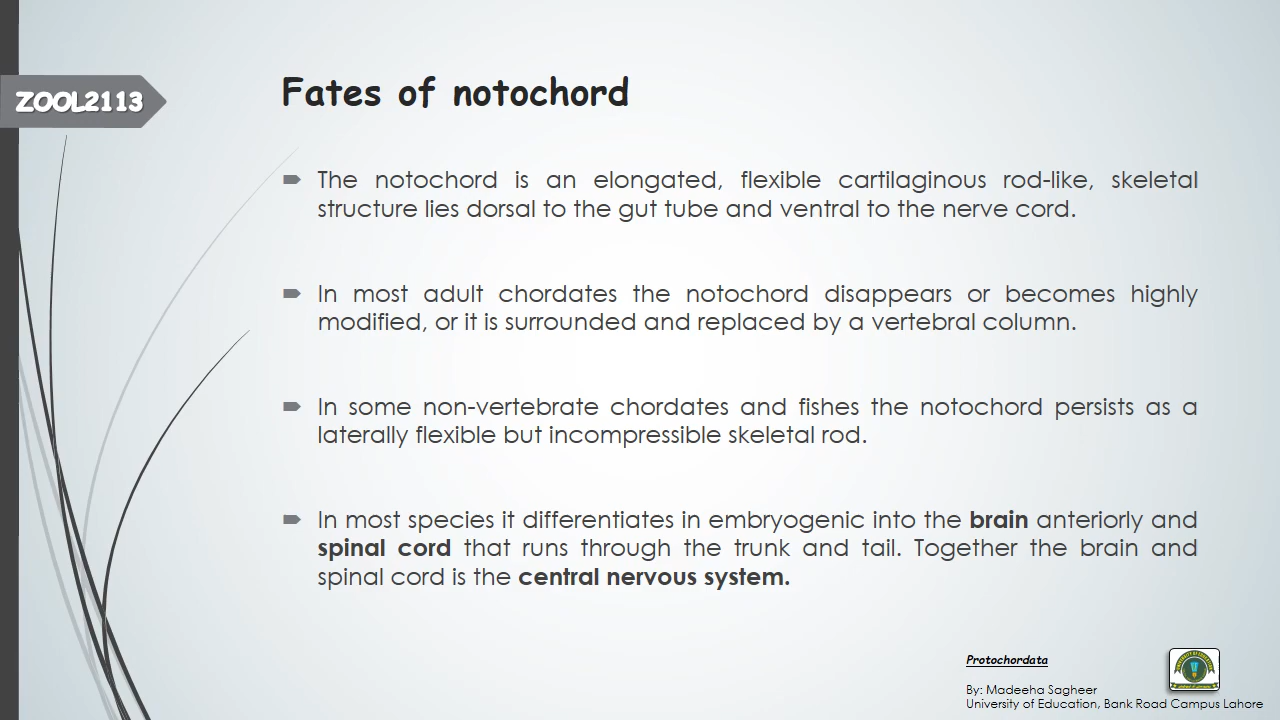 ZOOL2113
Fates of notochord
The notochord is an elongated, flexible cartilaginous rod-like, skeletal
structure lies dorsal to the gut tube and ventral to the nerve cord.
In most adult chordates the notochord disappears or becomes highly
modified, or it is surrounded and replaced by a vertebral column.
In some non-vertebrate chordates and fishes the notochord persists as a
laterally flexible but incompressible skeletal rod.
In most species it differentiates in embryogenic into the brain anteriorly and
spinal cord that runs through the trunk and tail. Together the brain and
spinal cord is the central nervous system.
Protochordata
By: Madeeha Sagheer
University of Education, Bank Road Campus Lahore